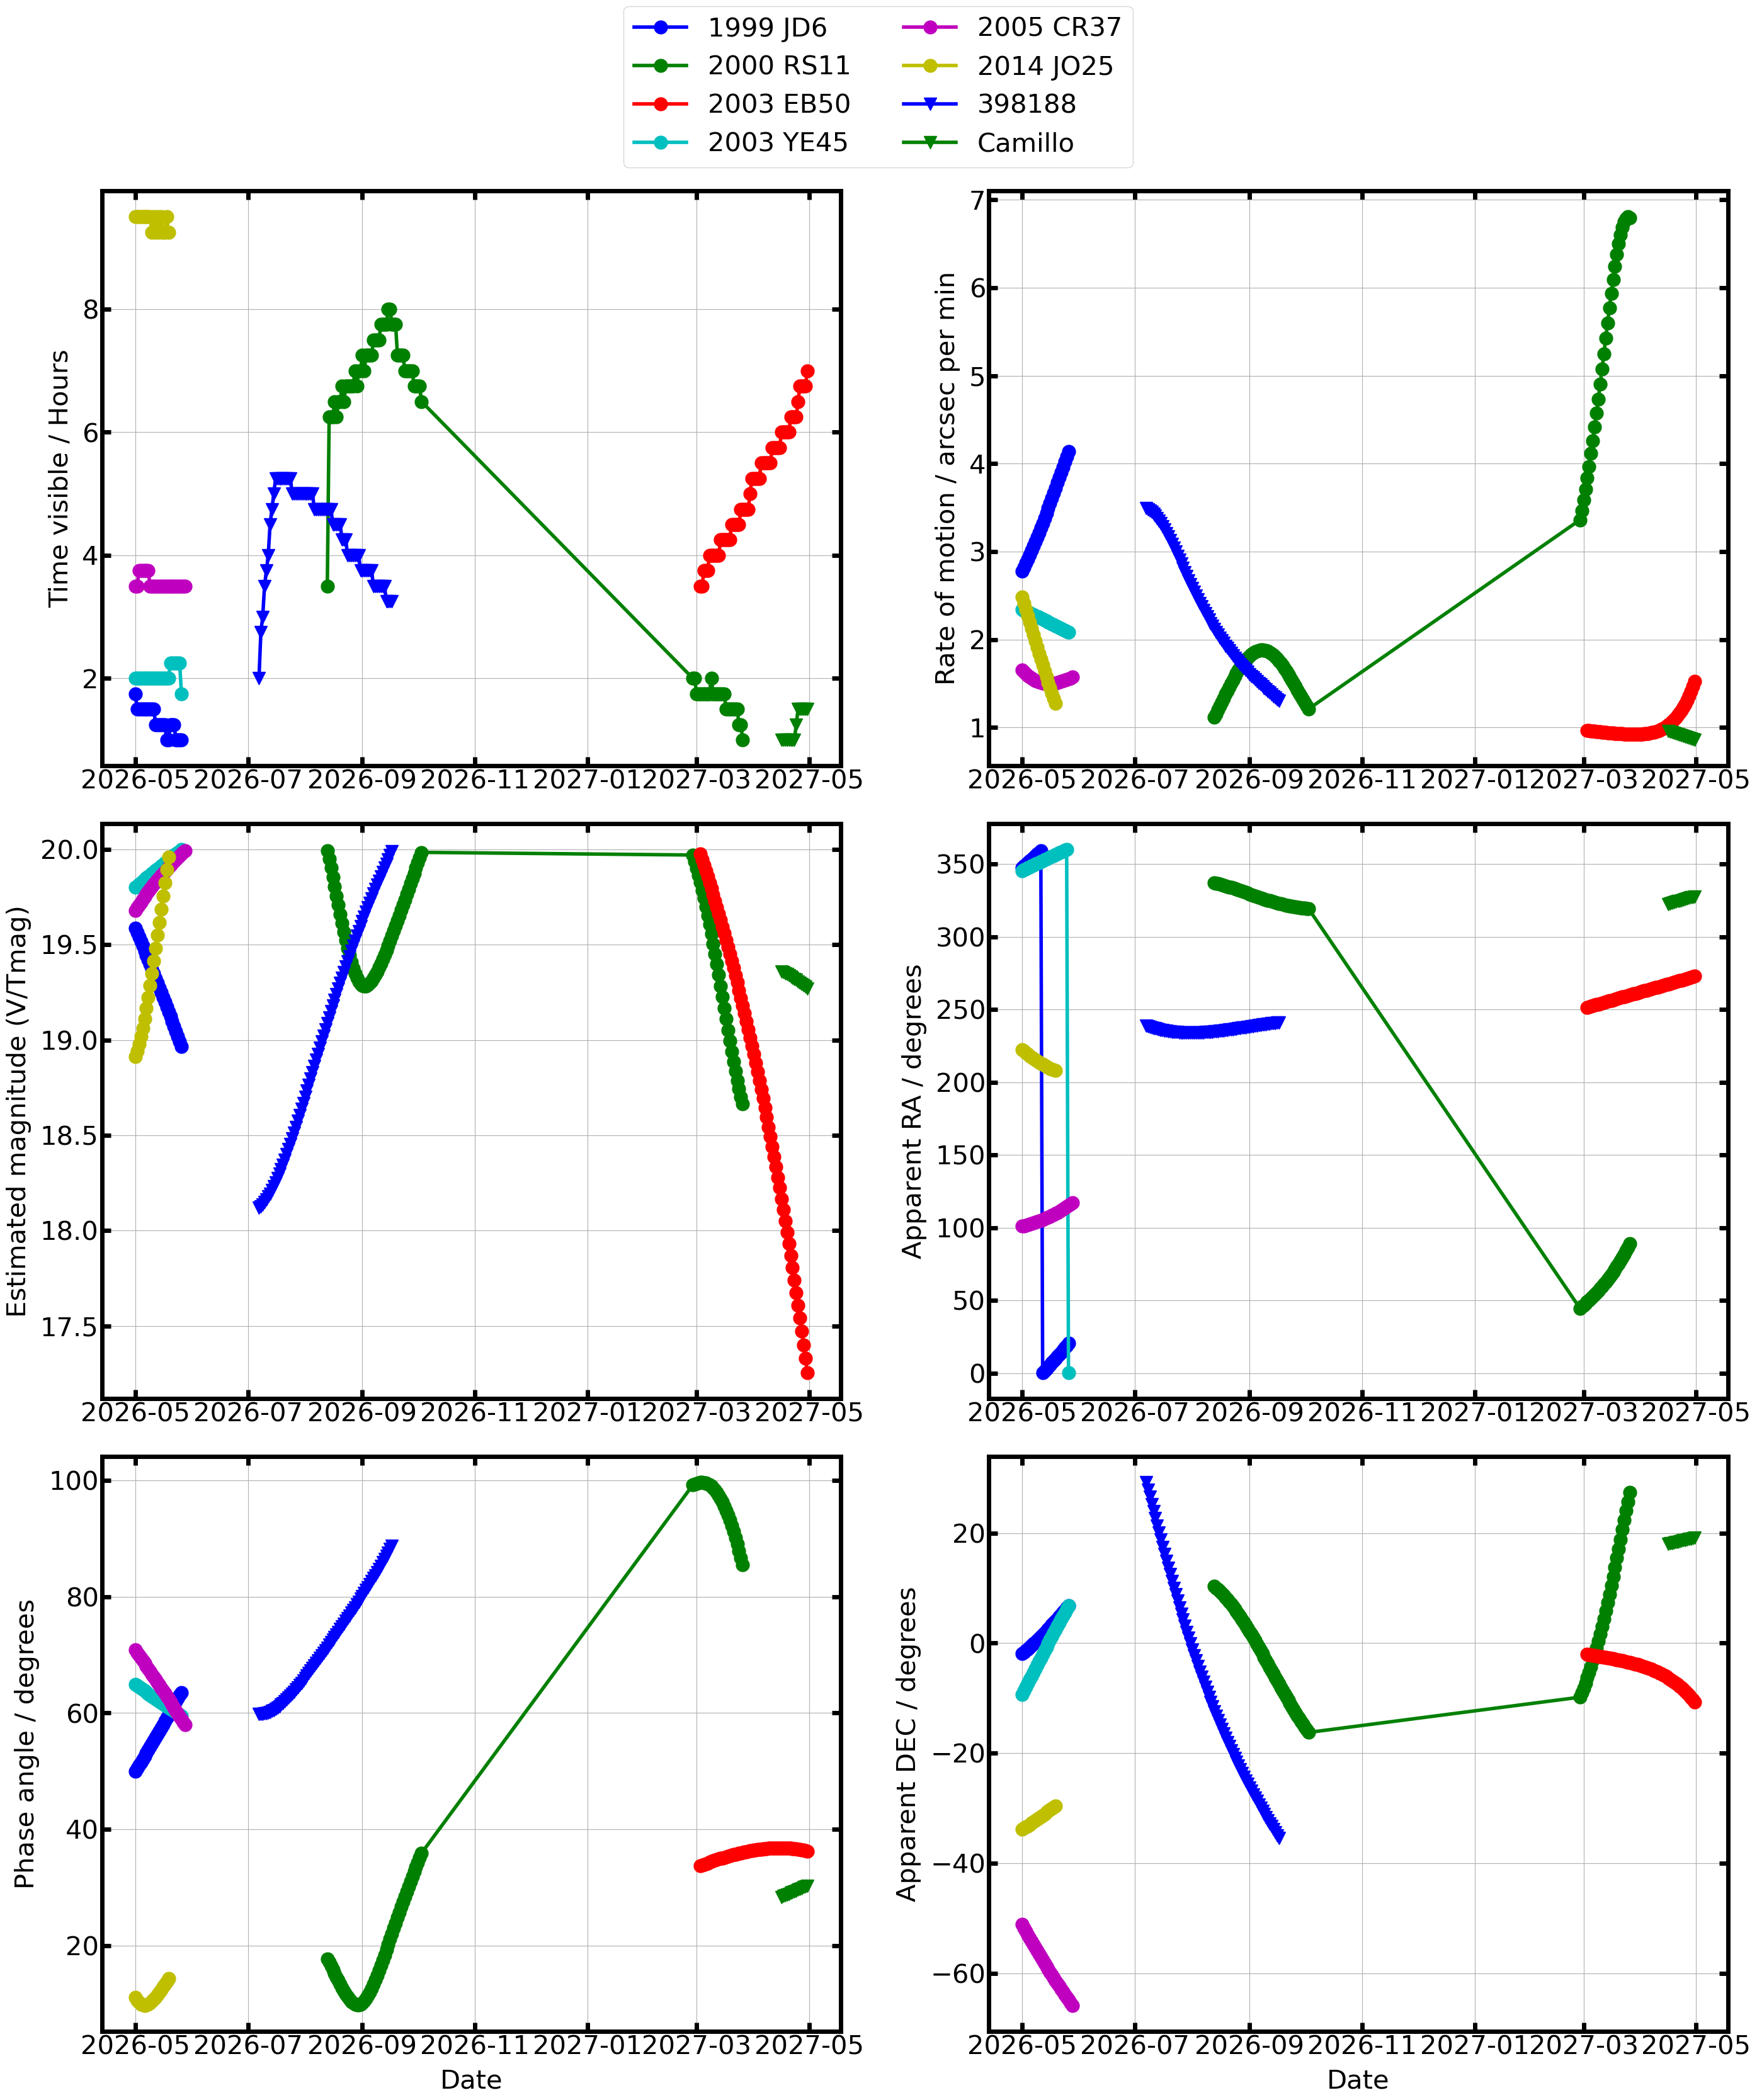 1999 JD6
2000 RS11
2003 EB50
2003 YE45
2005 CR37
2014 JO25
398188
Camillo
Time visible / Hours
8
6
4
2
2026-05 2026-07 2026-09 2026-11 2027-01 2027-03 2027-05
Rate of motion / arcsec per min
7
6
5
4
3
2
1
2026-05 2026-07 2026-09 2026-11 2027-01 2027-03 2027-05
Estimated magnitude (V/Tmag)
20.0
19.5
19.0
18.5
18.0
17.5
2026-05 2026-07 2026-09 2026-11 2027-01 2027-03 2027-05
Apparent RA / degrees
350
300
250
200
150
100
50
0
2026-05 2026-07 2026-09 2026-11 2027-01 2027-03 2027-05
Phase angle / degrees
100
80
60
40
20
2026-05 2026-07 2026-09 2026-11 2027-01 2027-03 2027-05
Date
Apparent DEC / degrees
20
0
−20
−40
−60
2026-05 2026-07 2026-09 2026-11 2027-01 2027-03 2027-05
Date